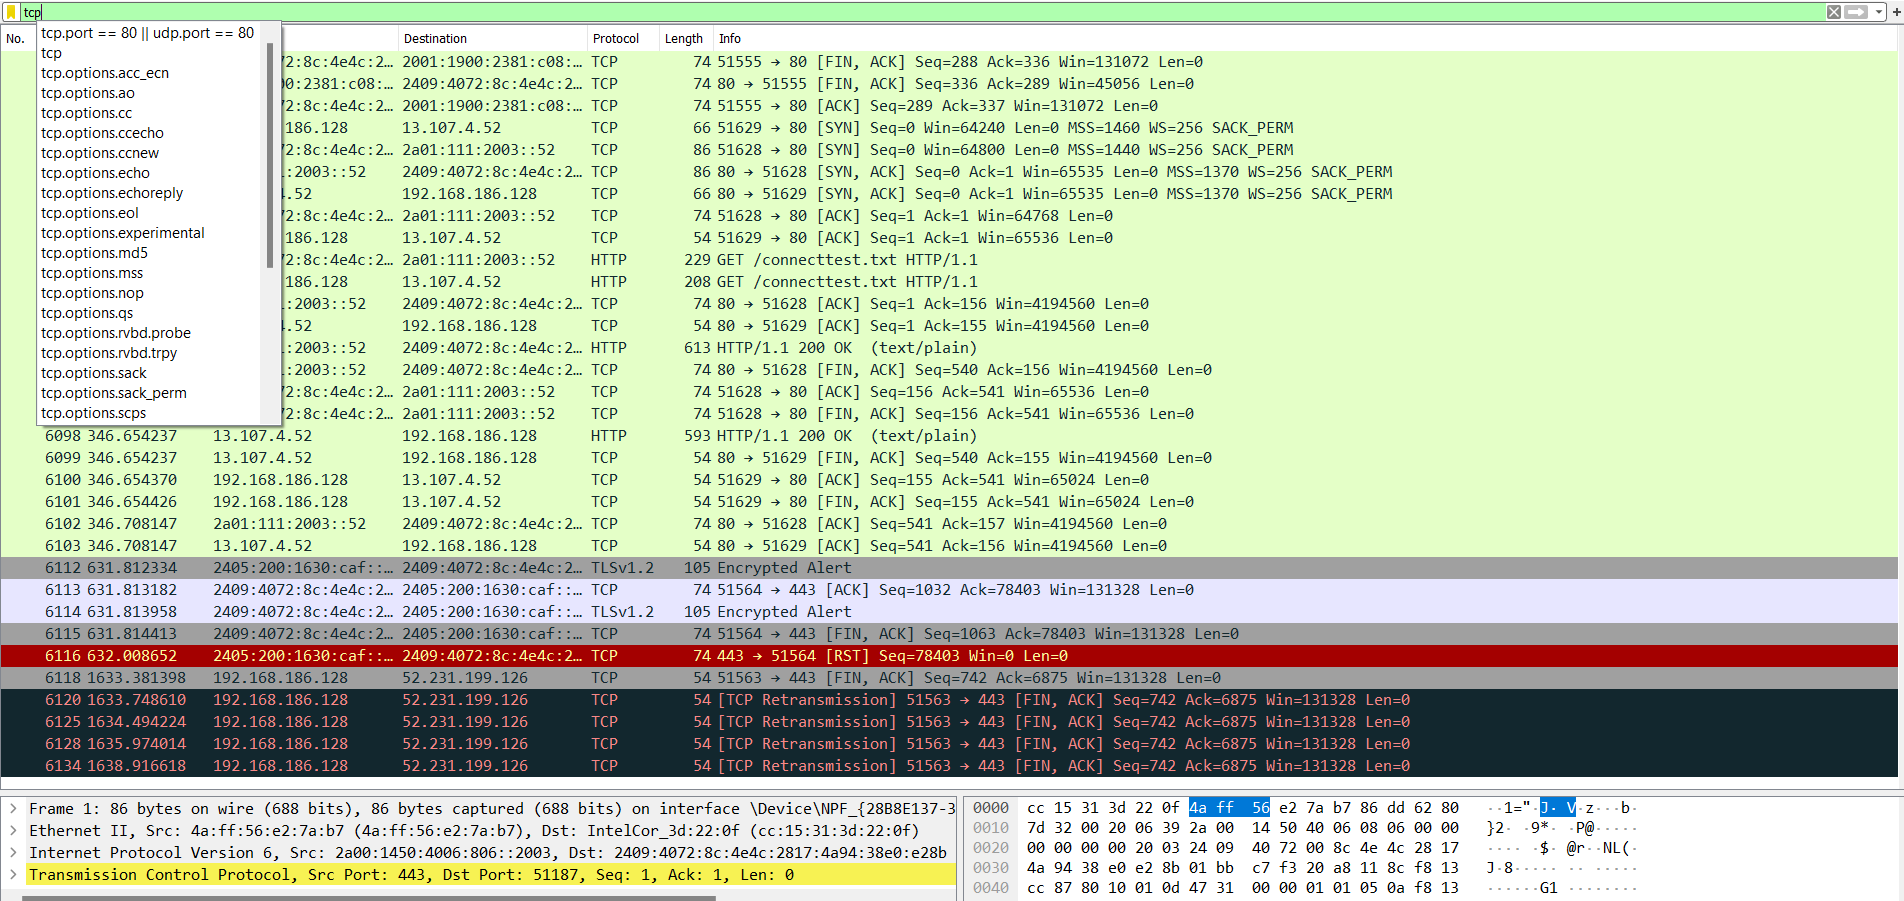 tcp
No. Destination Protocol Length Info
tcp.port == 80 || udp.port == 80
tcp
tcp.options.acc_ecn
tcp.options.ao
tcp.options.cc
tcp.options.ccecho
tcp.options.ccnew
tcp.options.echo
tcp.options.echoreply
tcp.options.eol
tcp.options.experimental
tcp.options.md5
tcp.options.mss
tcp.options.nop
tcp.options.qs
tcp.options.rvbd.probe
tcp.options.rvbd.trpy
tcp.options.sack
tcp.options.sack_perm
tcp.options.scps
72:8c:4e4c:2… 2001:1900:2381:c08:… TCP 74 51555 → 80 [FIN, ACK] Seq=288 Ack=336 Win=131072 Len=0
00:2381:c08:… 2409:4072:8c:4e4c:2… TCP 74 80 → 51555 [FIN, ACK] Seq=336 Ack=289 Win=45056 Len=0
72:8c:4e4c:2… 2001:1900:2381:c08:… TCP 74 51555 → 80 [ACK] Seq=289 Ack=337 Win=131072 Len=0
186.128 13.107.4.52 TCP 66 51629 → 80 [SYN] Seq=0 Win=64240 Len=0 MSS=1460 WS=256 SACK_PERM
72:8c:4e4c:2… 2a01:111:2003::52 TCP 86 51628 → 80 [SYN] Seq=0 Win=64800 Len=0 MSS=1440 WS=256 SACK_PERM
:2003::52 2409:4072:8c:4e4c:2… TCP 86 80 → 51628 [SYN, ACK] Seq=0 Ack=1 Win=65535 Len=0 MSS=1370 WS=256 SACK_PERM
4.52 192.168.186.128 TCP 66 80 → 51629 [SYN, ACK] Seq=0 Ack=1 Win=65535 Len=0 MSS=1370 WS=256 SACK_PERM
72:8c:4e4c:2… 2a01:111:2003::52 TCP 74 51628 → 80 [ACK] Seq=1 Ack=1 Win=64768 Len=0
186.128 13.107.4.52 TCP 54 51629 → 80 [ACK] Seq=1 Ack=1 Win=65536 Len=0
72:8c:4e4c:2… 2a01:111:2003::52 HTTP 229 GET /connecttest.txt HTTP/1.1
186.128 13.107.4.52 HTTP 208 GET /connecttest.txt HTTP/1.1
:2003::52 2409:4072:8c:4e4c:2… TCP 74 80 → 51628 [ACK] Seq=1 Ack=156 Win=4194560 Len=0
4.52 192.168.186.128 TCP 54 80 → 51629 [ACK] Seq=1 Ack=155 Win=4194560 Len=0
:2003::52 2409:4072:8c:4e4c:2… HTTP 613 HTTP/1.1 200 OK (text/plain)
:2003::52 2409:4072:8c:4e4c:2… TCP 74 80 → 51628 [FIN, ACK] Seq=540 Ack=156 Win=4194560 Len=0
72:8c:4e4c:2… 2a01:111:2003::52 TCP 74 51628 → 80 [ACK] Seq=156 Ack=541 Win=65536 Len=0
72:8c:4e4c:2… 2a01:111:2003::52 TCP 74 51628 → 80 [FIN, ACK] Seq=156 Ack=541 Win=65536 Len=0
6098 346.654237 13.107.4.52 192.168.186.128 HTTP 593 HTTP/1.1 200 OK (text/plain)
6099 346.654237 13.107.4.52 192.168.186.128 TCP 54 80 → 51629 [FIN, ACK] Seq=540 Ack=155 Win=4194560 Len=0
6100 346.654370 192.168.186.128 13.107.4.52 TCP 54 51629 → 80 [ACK] Seq=155 Ack=541 Win=65024 Len=0
6101 346.654426 192.168.186.128 13.107.4.52 TCP 54 51629 → 80 [FIN, ACK] Seq=155 Ack=541 Win=65024 Len=0
6102 346.708147 2a01:111:2003::52 2409:4072:8c:4e4c:2… TCP 74 80 → 51628 [ACK] Seq=541 Ack=157 Win=4194560 Len=0
6103 346.708147 13.107.4.52 192.168.186.128 TCP 54 80 → 51629 [ACK] Seq=541 Ack=156 Win=4194560 Len=0
6112 631.812334 2405:200:1630:caf::… 2409:4072:8c:4e4c:2… TLSv1.2 105 Encrypted Alert
6113 631.813182 2409:4072:8c:4e4c:2… 2405:200:1630:caf::… TCP 74 51564 → 443 [ACK] Seq=1032 Ack=78403 Win=131328 Len=0
6114 631.813958 2409:4072:8c:4e4c:2… 2405:200:1630:caf::… TLSv1.2 105 Encrypted Alert
6115 631.814413 2409:4072:8c:4e4c:2… 2405:200:1630:caf::… TCP 74 51564 → 443 [FIN, ACK] Seq=1063 Ack=78403 Win=131328 Len=0
6116 632.008652 2405:200:1630:caf::… 2409:4072:8c:4e4c:2… TCP 74 443 → 51564 [RST] Seq=78403 Win=0 Len=0
6118 1633.381398 192.168.186.128 52.231.199.126 TCP 54 51563 → 443 [FIN, ACK] Seq=742 Ack=6875 Win=131328 Len=0
6120 1633.748610 192.168.186.128 52.231.199.126 TCP 54 [TCP Retransmission] 51563 → 443 [FIN, ACK] Seq=742 Ack=6875 Win=131328 Len=0
6125 1634.494224 192.168.186.128 52.231.199.126 TCP 54 [TCP Retransmission] 51563 → 443 [FIN, ACK] Seq=742 Ack=6875 Win=131328 Len=0
6128 1635.974014 192.168.186.128 52.231.199.126 TCP 54 [TCP Retransmission] 51563 → 443 [FIN, ACK] Seq=742 Ack=6875 Win=131328 Len=0
6134 1638.916618 192.168.186.128 52.231.199.126 TCP 54 [TCP Retransmission] 51563 → 443 [FIN, ACK] Seq=742 Ack=6875 Win=131328 Len=0
Frame 1: 86 bytes on wire (688 bits), 86 bytes captured (688 bits) on interface \Device\NPF_{28B8E137-3
Ethernet II, Src: 4a:ff:56:e2:7a:b7 (4a:ff:56:e2:7a:b7), Dst: IntelCor_3d:22:0f (cc:15:31:3d:22:0f)
Internet Protocol Version 6, Src: 2a00:1450:4006:806::2003, Dst: 2409:4072:8c:4e4c:2817:4a94:38e0:e28b
Transmission Control Protocol, Src Port: 443, Dst Port: 51187, Seq: 1, Ack: 1, Len: 0
0000 cc 15 31 3d 22 0f 4a ff 56 e2 7a b7 86 dd 62 80 ··1="·J·V·z···b·
0010 7d 32 00 20 06 39 2a 00 14 50 40 06 08 06 00 00 }2· ·9*··P@·····
0020 00 00 00 00 20 03 24 09 40 72 00 8c 4e 4c 28 17 ···· ·$·@r··NL(·
0030 4a 94 38 e0 e2 8b 01 bb c7 f3 20 a8 11 8c f8 13 J·8······· ·····
0040 cc 87 80 10 01 0d 47 31 00 00 01 01 05 0a f8 13 ······G1········